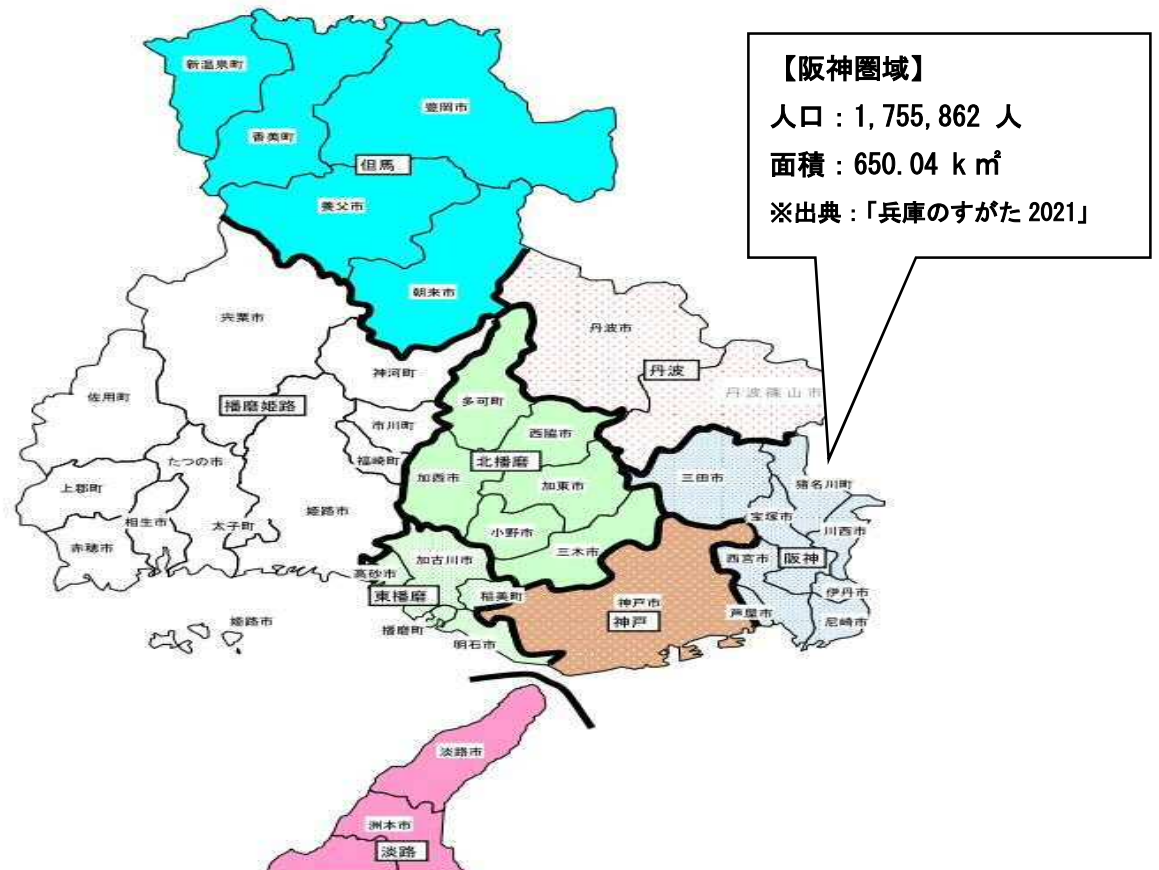 【阪神圏域】
人口：1,755,862 人
面積：650.04 k㎡
※出典：「兵庫のすがた 2021」
新温泉町
豊岡市
香美町
但馬
養父市
朝来市
宍粟市
丹波市
神河町
丹波
丹波篠山市
佐用町
多可町
播磨姫路
市川町
西脇市
たつの市
福崎町
北播磨
加西市
加東市
三田市
猪名川町
上郡町
姫路市
相生市
太子町
宝塚市
川西市
小野市
赤穂市
三木市
加古川市
西宮市
阪神
高砂市
東播磨
稲美町
神戸市
伊丹市
芦屋市
神戸
姫路市
播磨町
尼崎市
明石市
淡路市
洲本市
淡路